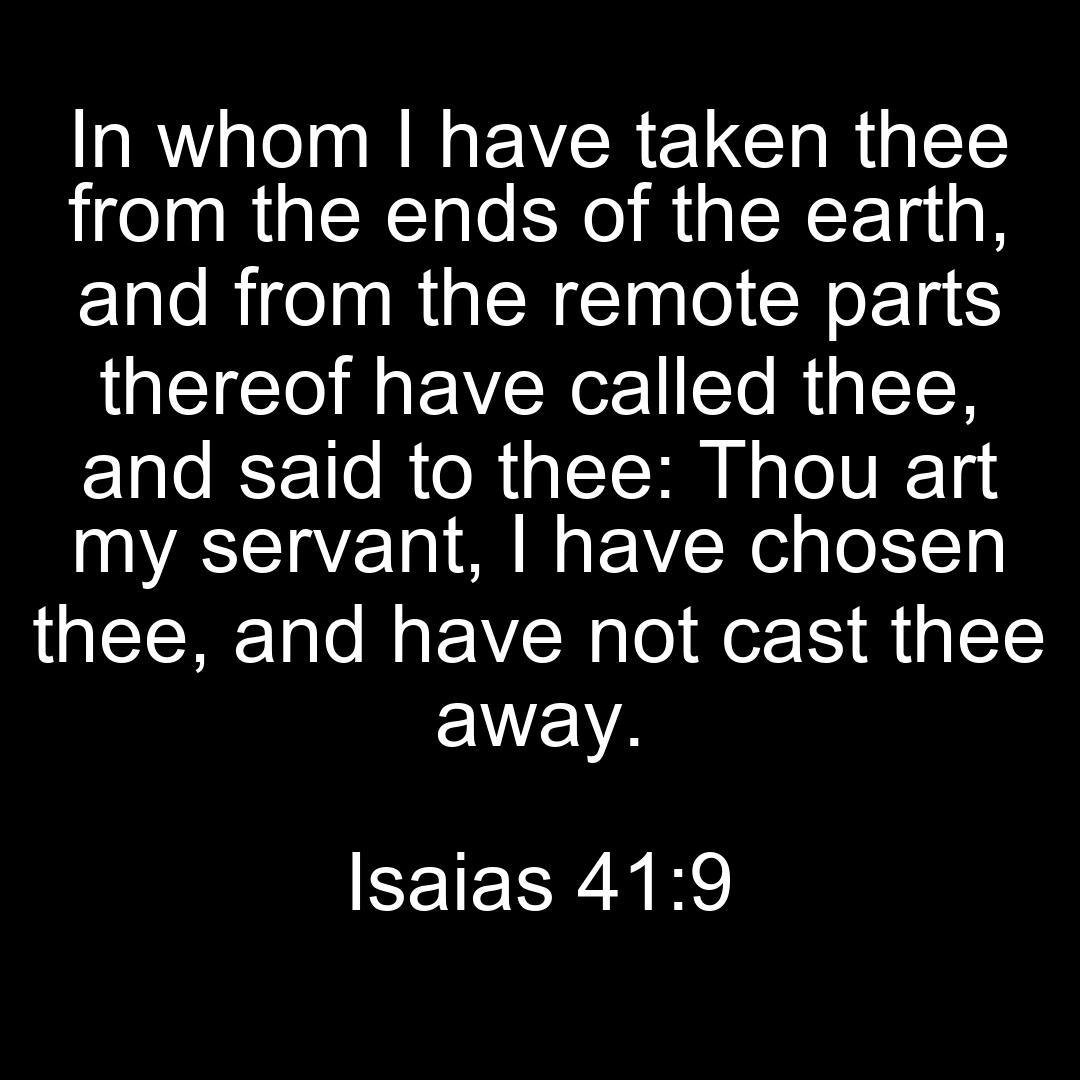 In whom I have taken thee
from the ends of the earth,
and from the remote parts
thereof have called thee,
and said to thee: Thou art
my servant, I have chosen
thee, and have not cast thee
away.
Isaias 41:9